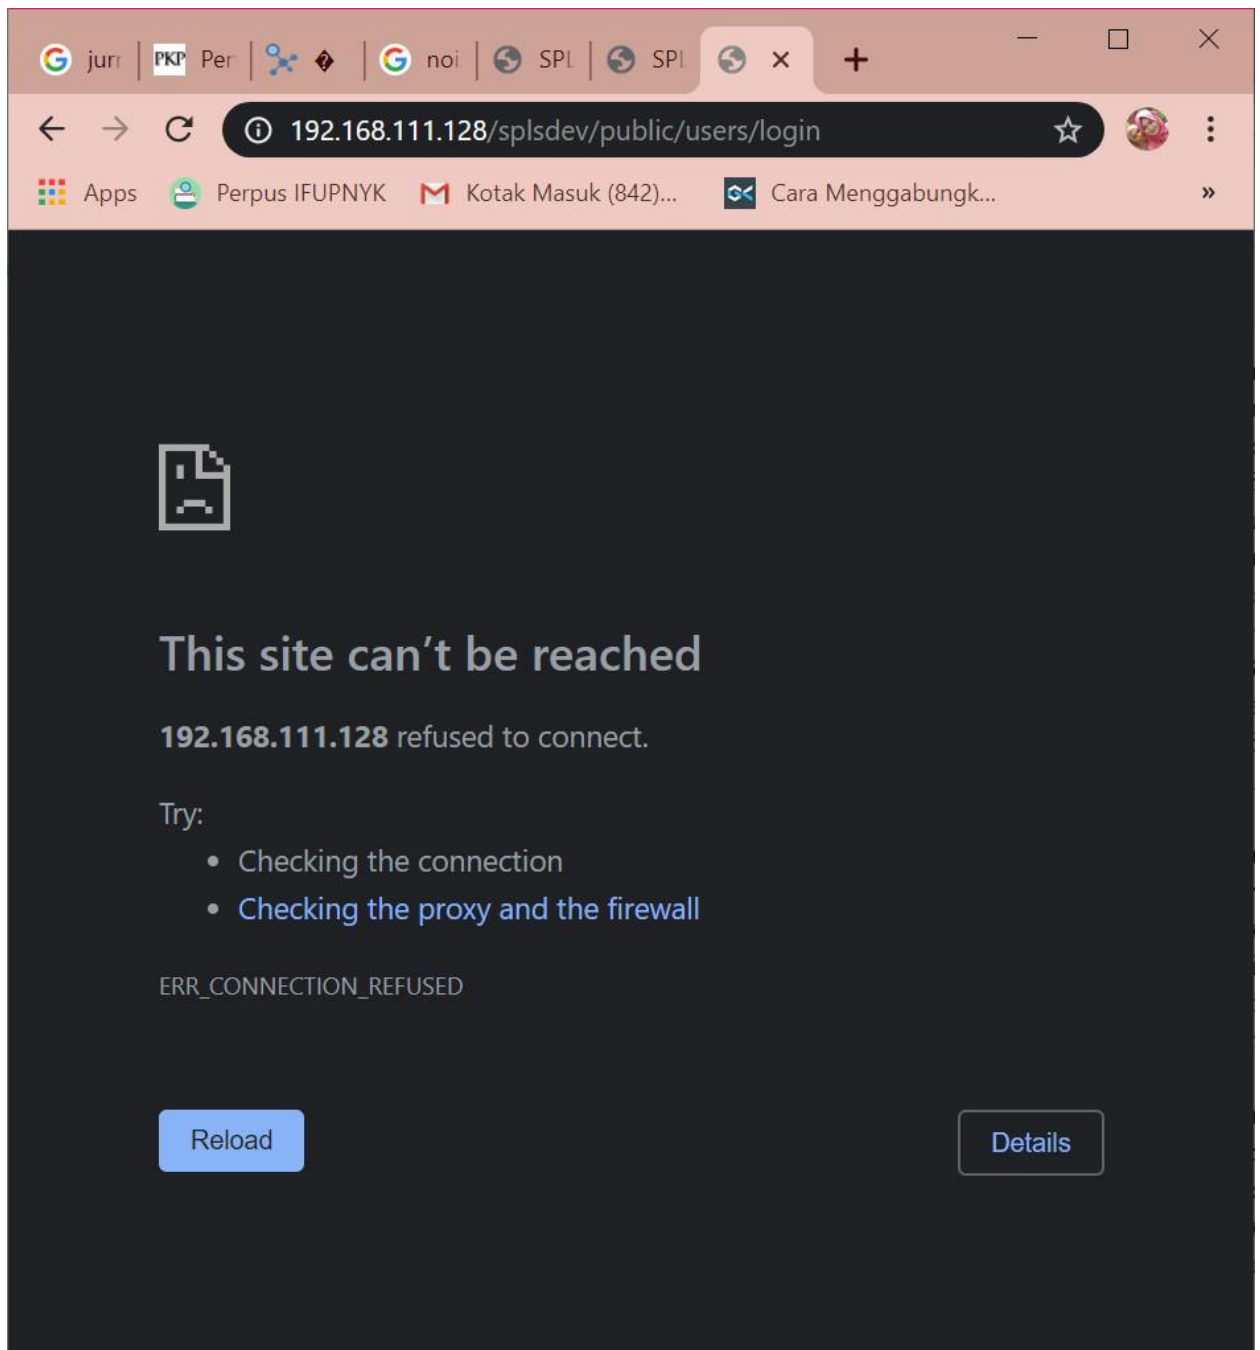 jurr PKP Per noi SPL SPL
192.168.111.128/splsdev/public/users/login
Apps Perpus IFUPNYK Kotak Masuk (842)... Cara Menggabungk... »
This site can’t be reached
192.168.111.128 refused to connect.
Try:
• Checking the connection
• Checking the proxy and the firewall
ERR_CONNECTION_REFUSED
Reload Details